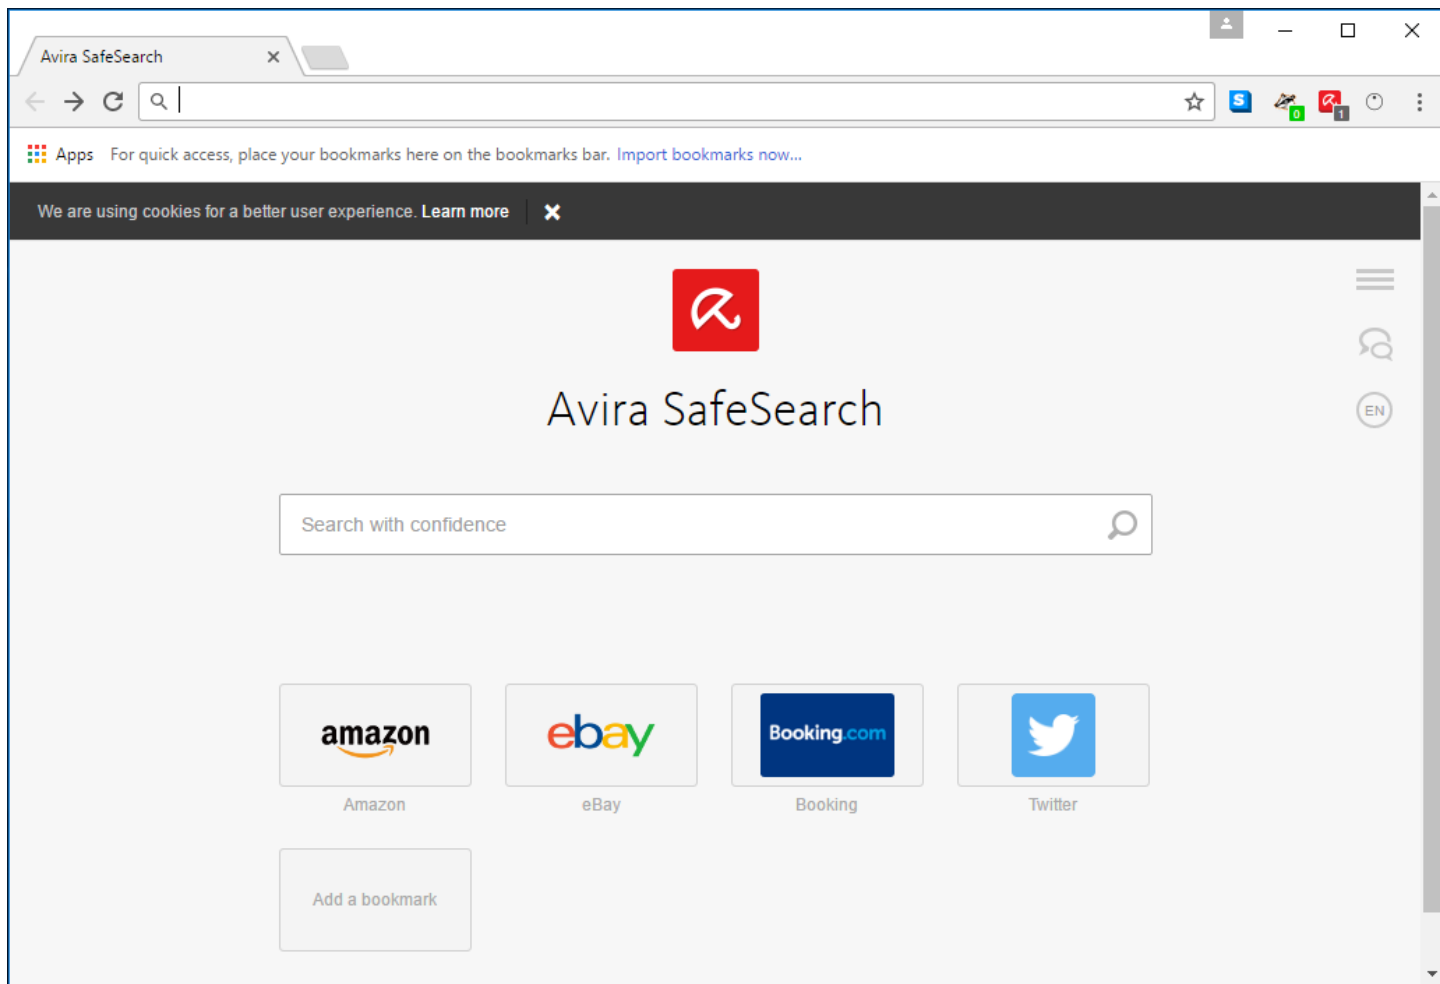 Avira SafeSearch
S
0
1
Apps For quick access, place your bookmarks here on the bookmarks bar. Import bookmarks now...
We are using cookies for a better user experience. Learn more
Avira SafeSearch
EN
Search with confidence
amazon
ebay
Booking.com
Amazon
eBay
Booking
Twitter
Add a bookmark